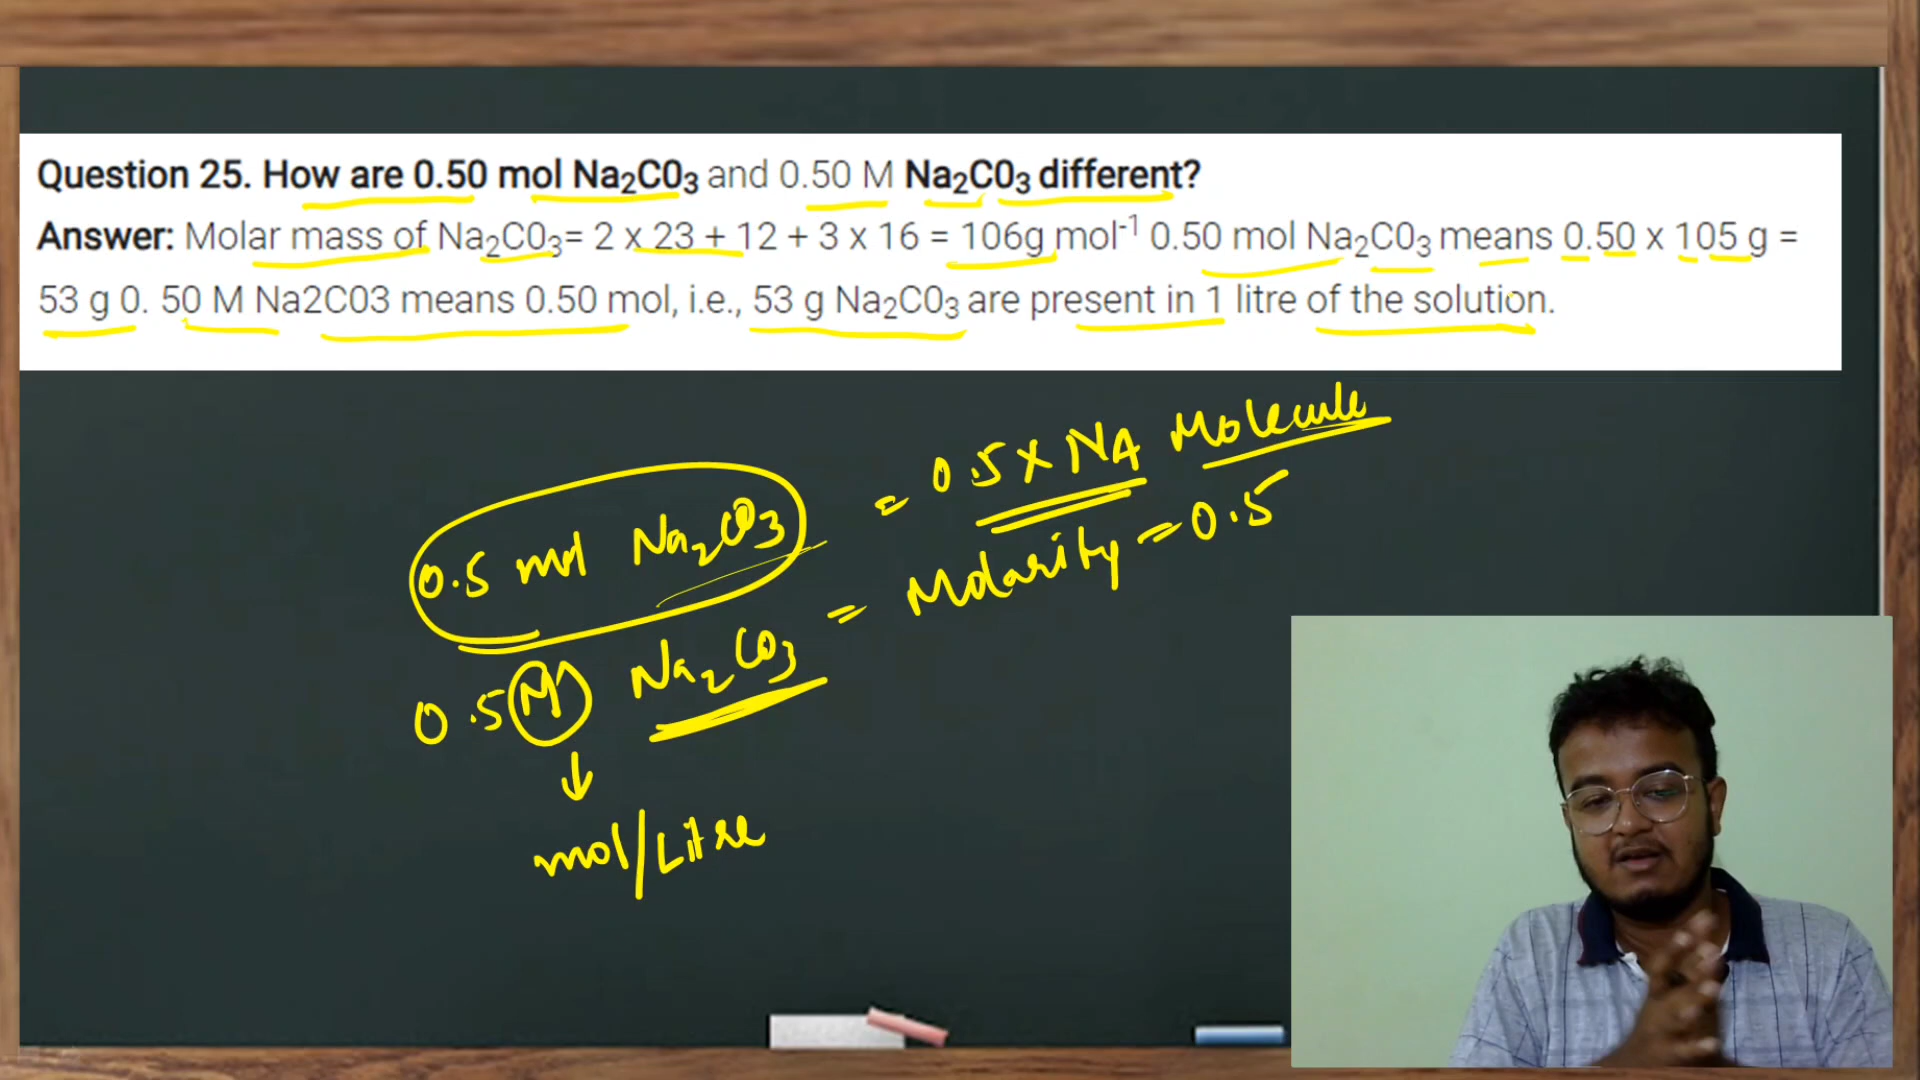 Question 25. How are 0.50 mol Na₂C0₃ and 0.50 M Na₂C0₃ different?
Answer: Molar mass of Na₂C0₃= 2 x 23 + 12 + 3 x 16 = 106g mol⁻¹ 0.50 mol Na₂C0₃ means 0.50 x 105 g =
53 g 0. 50 M Na2C03 means 0.50 mol, i.e., 53 g Na₂C0₃ are present in 1 litre of the solution.
0.5 mol Na₂CO₃ = 0.5 x NA Molecule
0.5 M Na₂CO₃ = Molarity = 0.5
mol/Litre